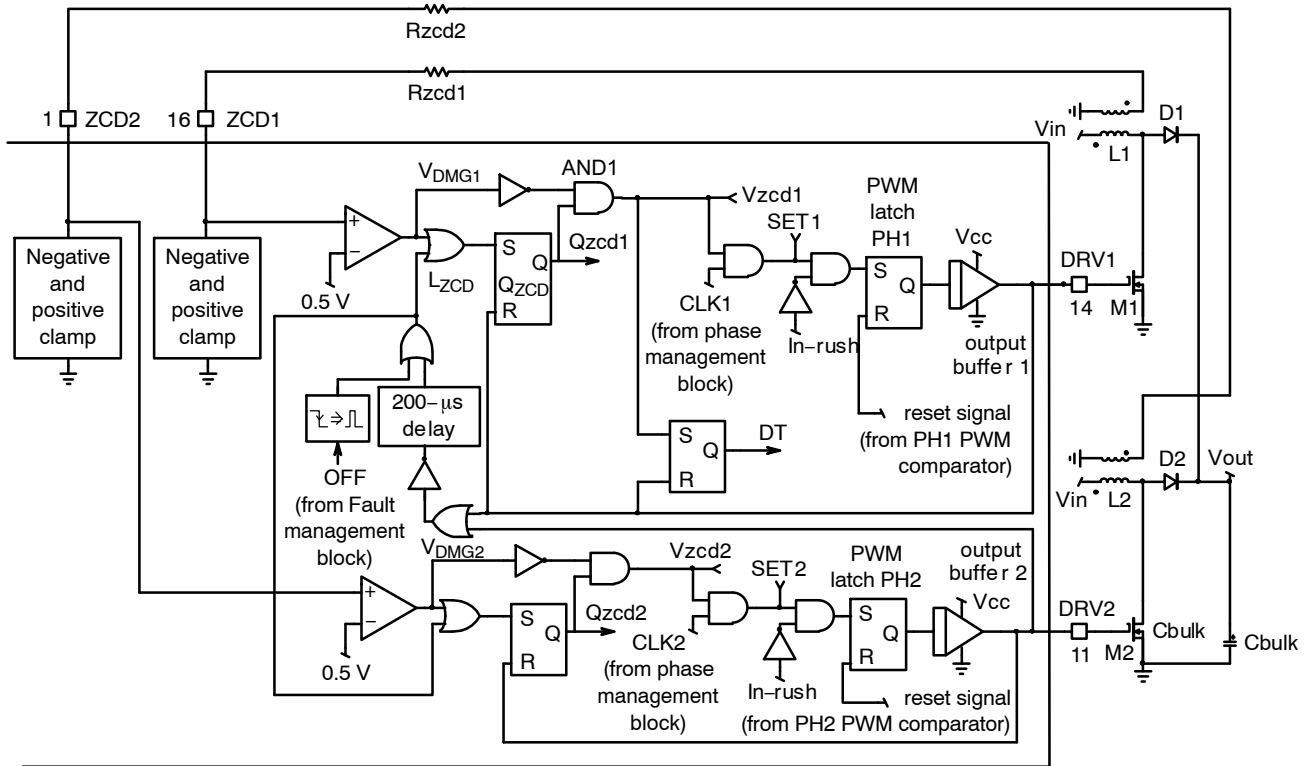 Rzcd2
Rzcd1
1
ZCD2
16
ZCD1
D1
Vin
L1
VDMG1
AND1
Vzcd1
PWM
latch
PH1
SET1
Vcc
DRV1
Negative
and
positive
clamp
Negative
and
positive
clamp
+
−
0.5 V
LZCD
S
Q
QZCD
R
Qzcd1
CLK1
(from phase
management
block)
In−rush
S
Q
R
14
M1
output
buffer 1
200−μs
delay
OFF
(from Fault
management
block)
S
Q
R
DT
reset signal
(from PH1 PWM
comparator)
D2
Vout
Vin
L2
VDMG2
Vzcd2
SET2
PWM
latch PH2
output
buffer 2
Vcc
DRV2
+
−
0.5 V
S
Q
R
Qzcd2
CLK2
(from phase
management
block)
In−rush
S
Q
R
reset signal
(from PH2 PWM comparator)
11
M2
Cbulk
Cbulk